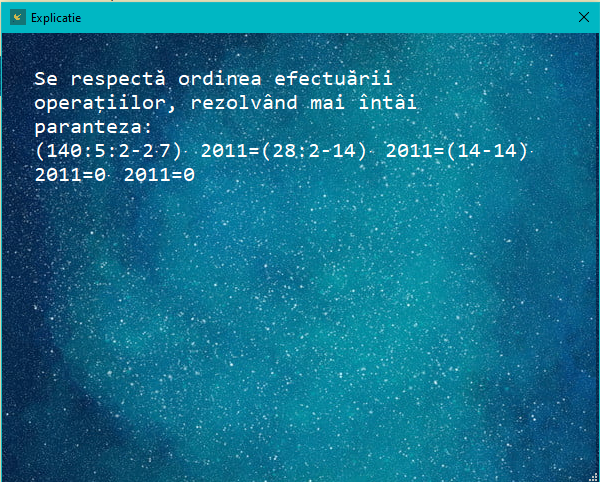 Explicatie
Se respectă ordinea efectuării
operațiilor, rezolvând mai întâi
paranteza:
(140:5:2-2·7)· 2011=(28:2-14)· 2011=(14-14)·
2011=0· 2011=0